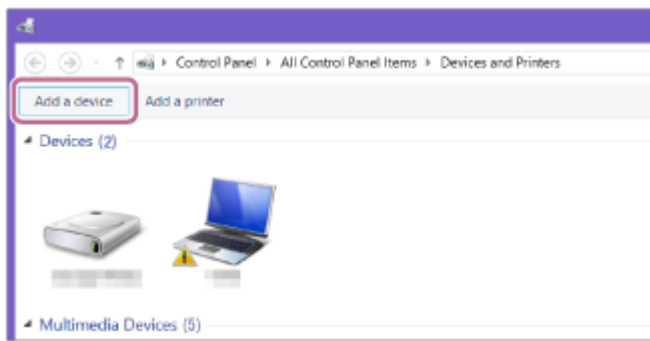 Control Panel All Control Panel Items Devices and Printers
Add a device Add a printer
Devices (2)
Multimedia Devices (5)